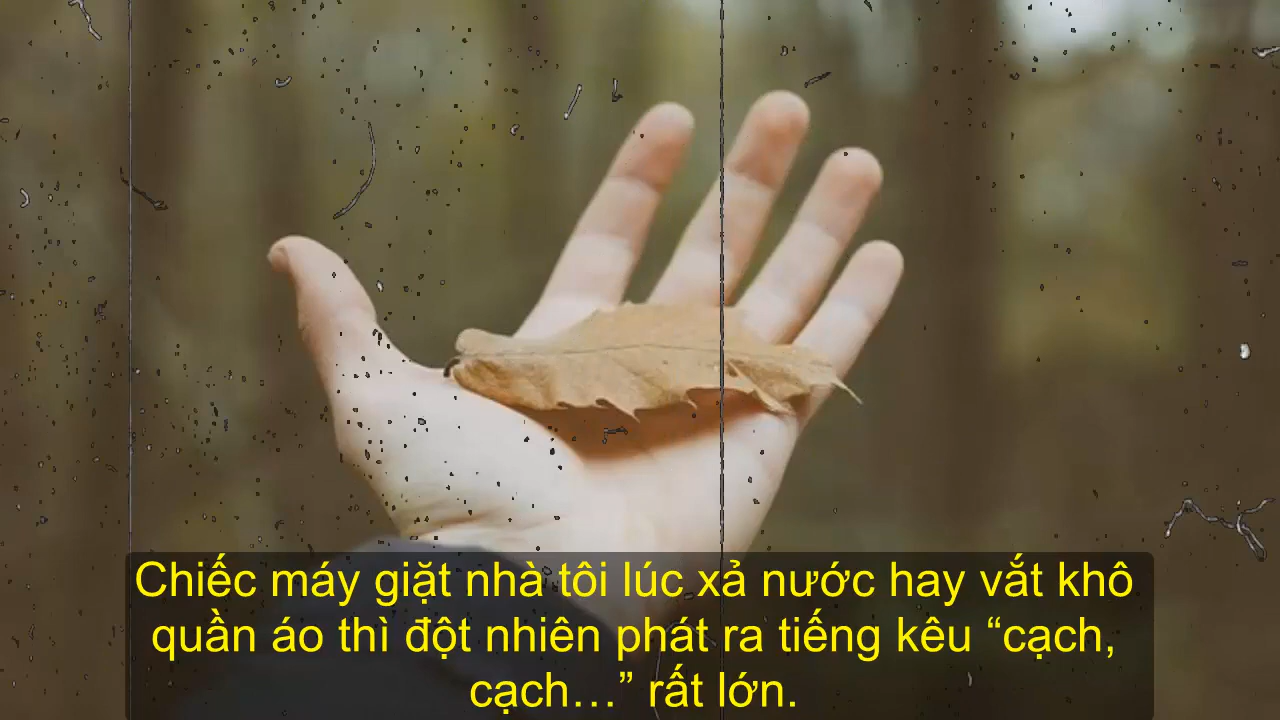 Chiếc máy giặt nhà tôi lúc xả nước hay vắt khô
quần áo thì đột nhiên phát ra tiếng kêu “cạch,
cạch…” rất lớn.